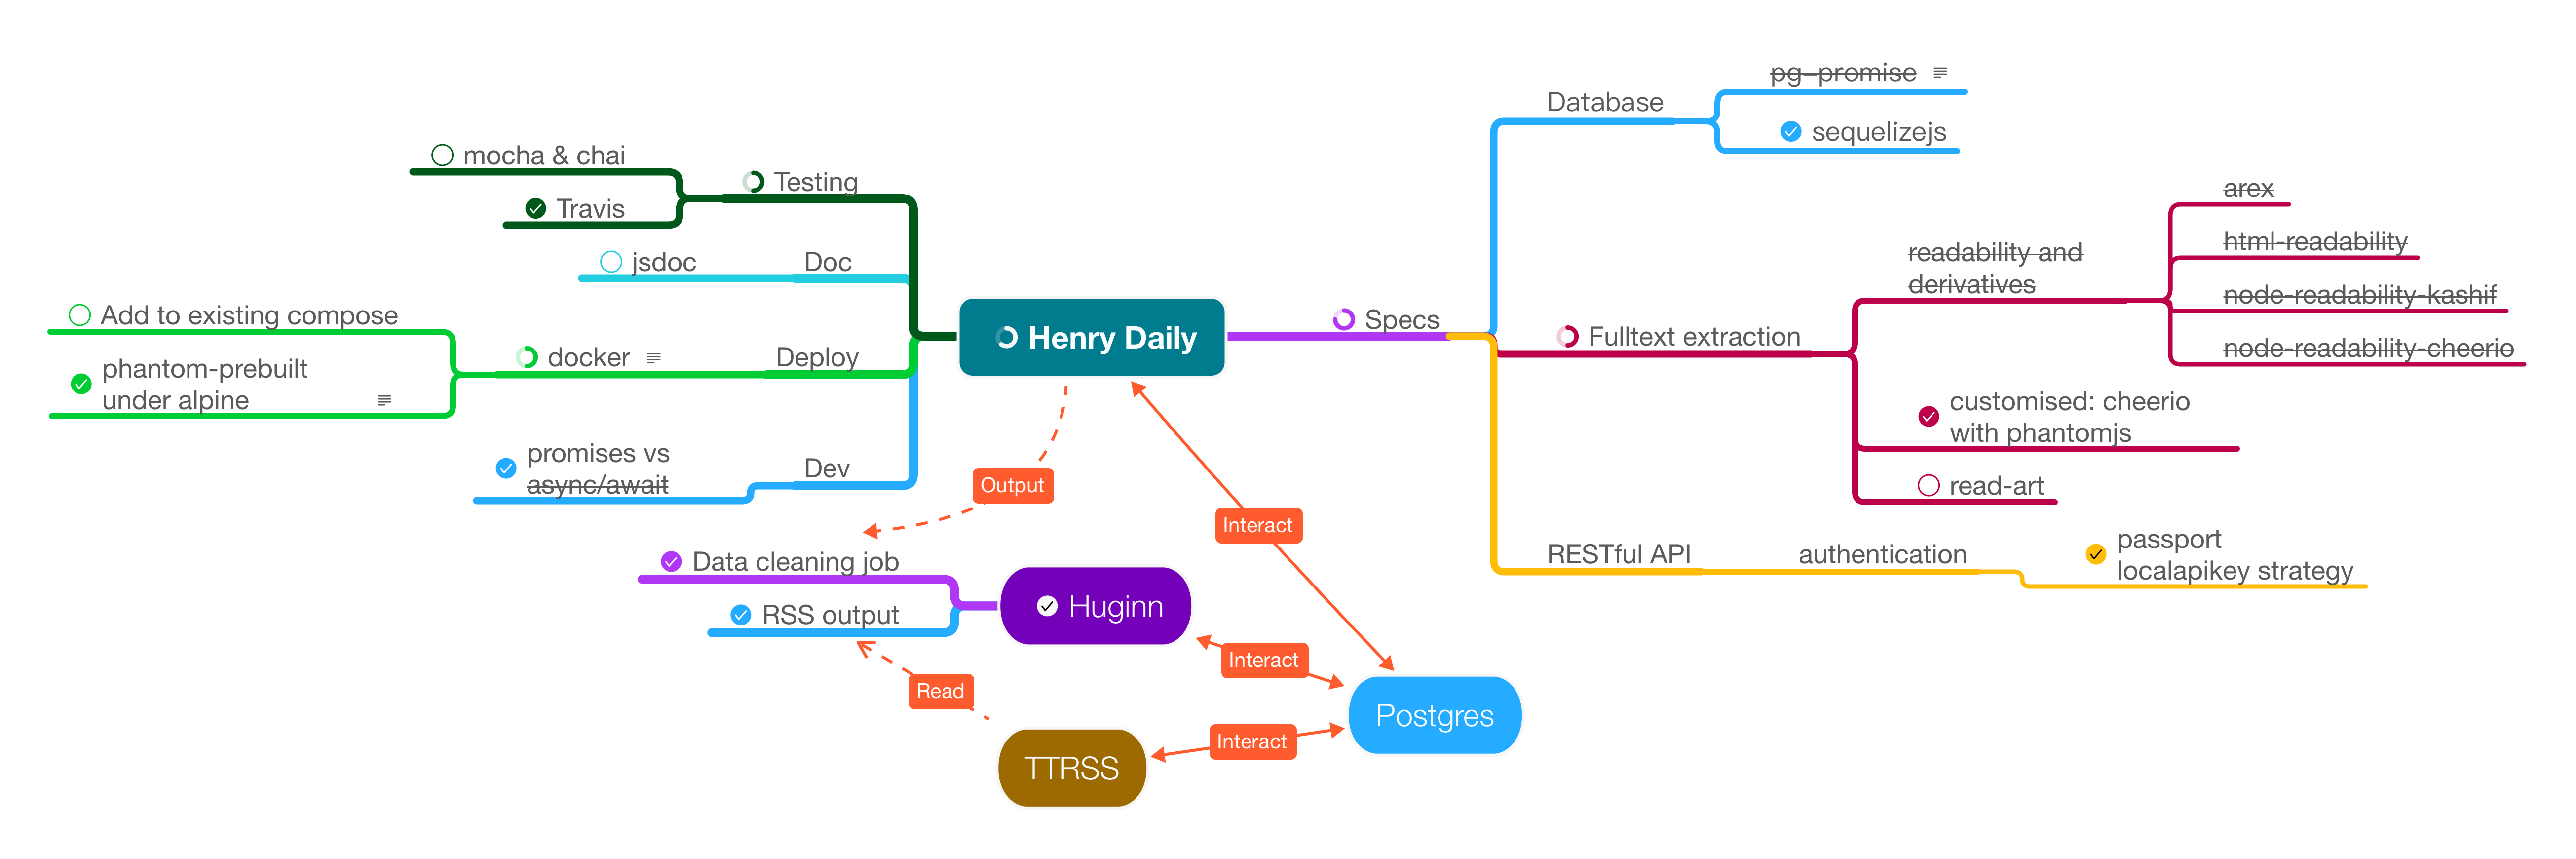 mocha & chai
Travis
Testing
jsdoc
Doc
Add to existing compose
phantom-prebuilt
under alpine
docker
Deploy
promises vs
async/await
Dev
Henry Daily
Specs
Database
pg-promise
sequelizejs
Fulltext extraction
readability and
derivatives
arex
html-readability
node-readability-kashif
node-readability-cheerio
customised: cheerio
with phantomjs
read-art
RESTful API
authentication
passport
localapikey strategy
Output
Interact
Data cleaning job
RSS output
Huginn
Interact
Read
Postgres
Interact
TTRSS